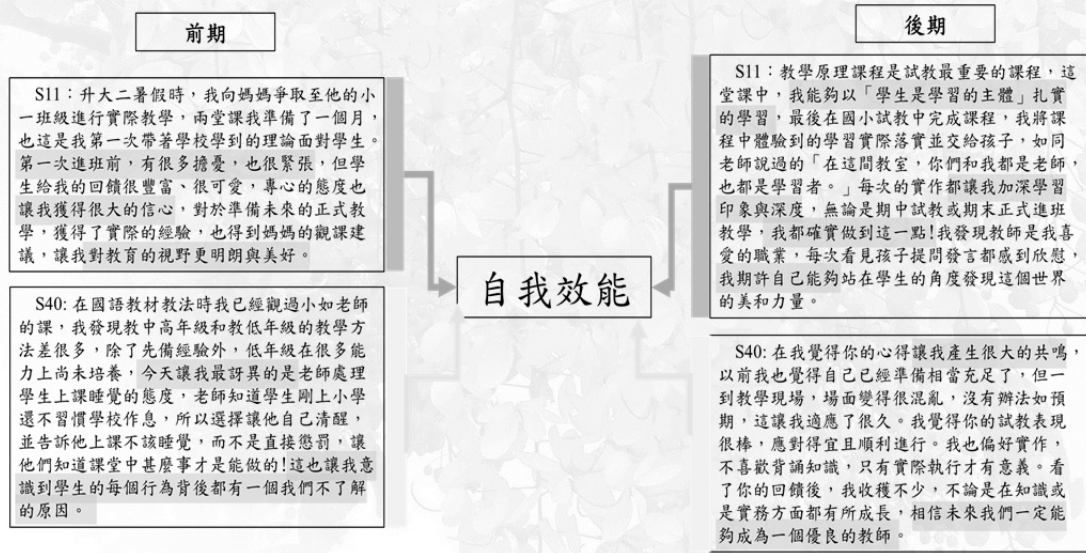 前期
S11：升大二暑假時，我向媽媽爭取至他的小
一班級進行實際教學，兩堂課我準備了一個月，
也這是我第一次帶著學校學到的理論面對學生。
第一次進班前，有很多擔憂，也很緊張，但學
生給我的回饋很豐富、很可愛，專心的態度也
讓我獲得很大的信心，對於準備未來的正式教
學，獲得了實際的經驗，也得到媽媽的觀課建
議，讓我對教育的視野更明朗與美好。
S40: 在國語教材教法時我已經觀過小如老師
的課，我發現教中高年級和教低年級的教學方
法差很多，除了先備經驗外，低年級在很多能
力上尚未培養，今天讓我最訝異的是老師處理
學生上課睡覺的態度，老師知道學生剛上小學
還不習慣學校作息，所以選擇讓他自己清醒，
並告訴他上課不該睡覺，而不是直接懲罰，讓
他們知道課堂中甚麼事才是能做的!這也讓我意
識到學生的每個行為背後都有一個我們不了解
的原因。
自我效能
後期
S11：教學原理課程是試教最重要的課程，這
堂課中，我能夠以「學生是學習的主體」扎實
的學習，最後在國小試教中完成課程，我將課
程中體驗到的學習實際落實並交給孩子，如同
老師說過的「在這間教室，你們和我都是老師，
也都是學習者。」每次的實作都讓我加深學習
印象與深度，無論是期中試教或期末正式進班
教學，我都確實做到這一點!我發現教師是我喜
愛的職業，每次看見孩子提問發言都感到欣慰，
我期許自己能夠站在學生的角度發現這個世界
的美和力量。
S40: 在我覺得你的心得讓我產生很大的共鳴，
以前我也覺得自己已經準備相當充足了，但一
到教學現場，場面變得很混亂，沒有辦法如預
期，這讓我適應了很久。我覺得你的試教表現
很棒，應對得宜且順利進行。我也偏好實作，
不喜歡背誦知識，只有實際執行才有意義。看
了你的回饋後，我收穫不少，不論是在知識或
是實務方面都有所成長，相信未來我們一定能
夠成為一個優良的教師。